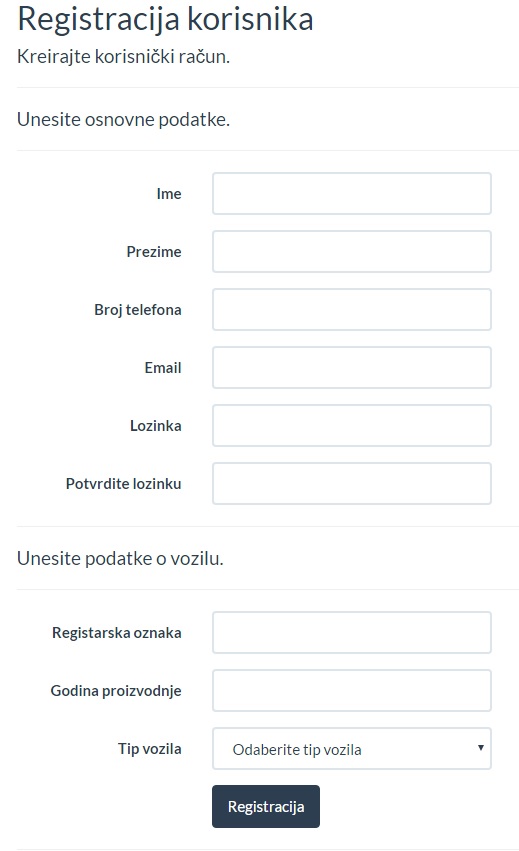 Registracija korisnika
Kreirajte korisnički račun.
Unesite osnovne podatke.
Ime
Prezime
Broj telefona
Email
Lozinka
Potvrdite lozinku
Unesite podatke o vozilu.
Registarska oznaka
Godina proizvodnje
Tip vozila Odaberite tip vozila
Registracija